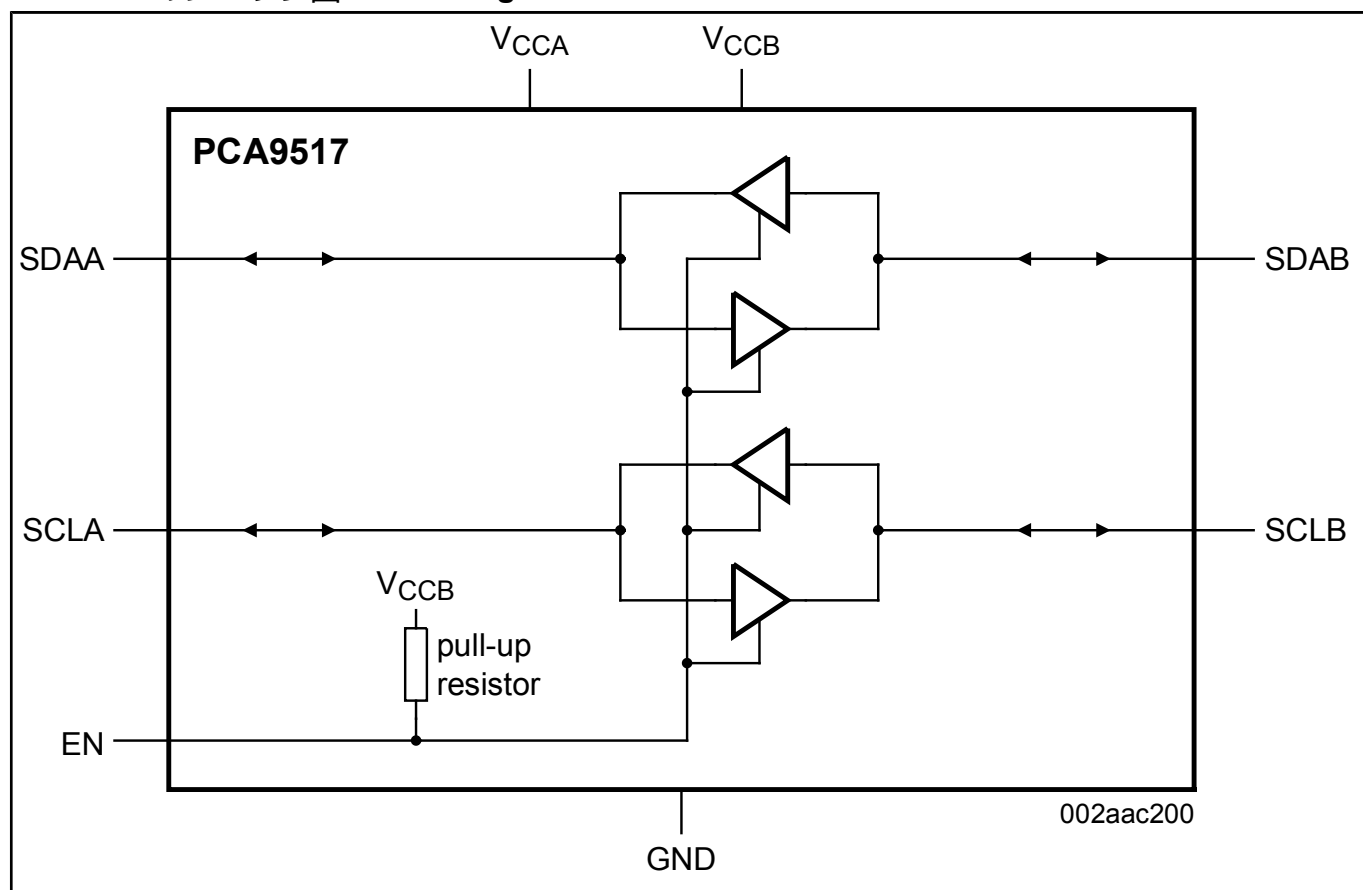 VCCA VCCB
PCA9517
SDAA SDAB
SCLA SCLB
VCCB
pull-up
resistor
EN
002aac200
GND